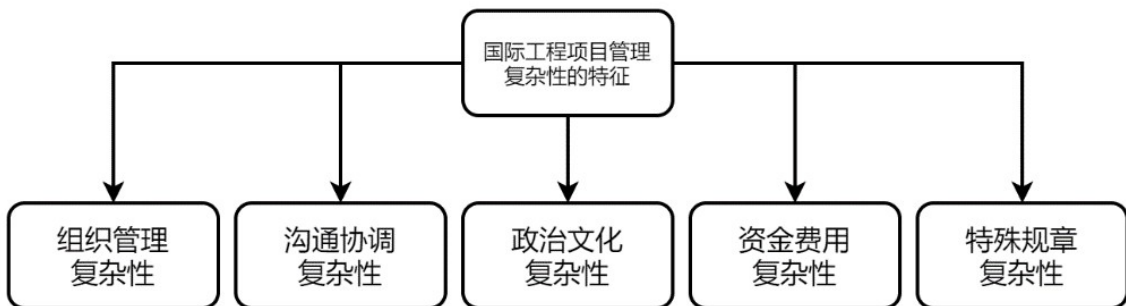 国际工程项目管理
复杂性的特征
组织管理
复杂性
沟通协调
复杂性
政治文化
复杂性
资金费用
复杂性
特殊规章
复杂性